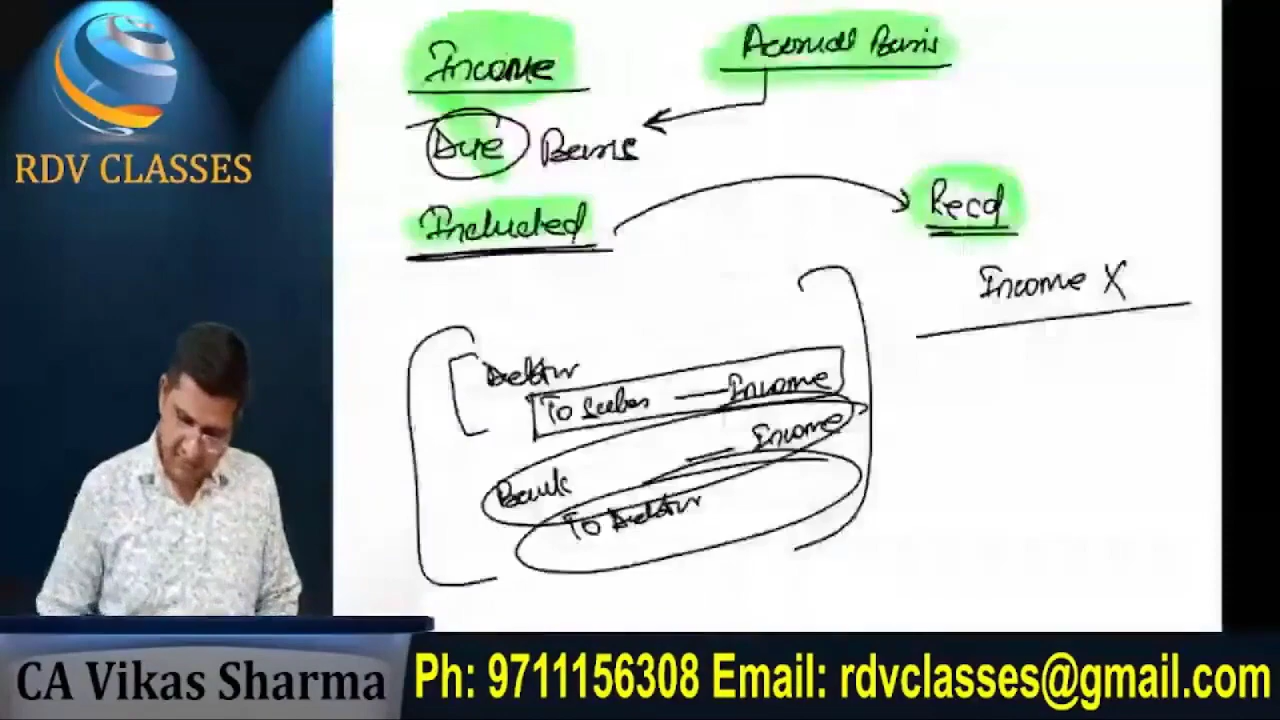 RDV CLASSES
Income
Accrual Basis
Due Basis
Included
Recd
Income X
Debtor
To Sales — Income
Bank — Income
To Debtor
CA Vikas Sharma
Ph: 9711156308 Email: rdvclasses@gmail.com